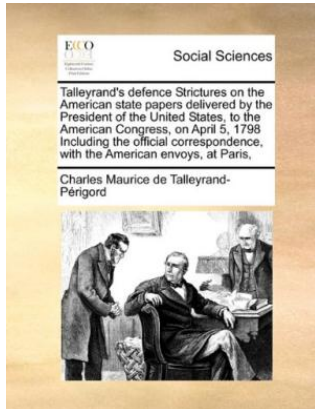 ECCO
Social Sciences
Talleyrand's defence Strictures on the
American state papers delivered by the
President of the United States, to the
American Congress, on April 5, 1798
Including the official correspondence,
with the American envoys, at Paris,
Charles Maurice de Talleyrand-
Périgord